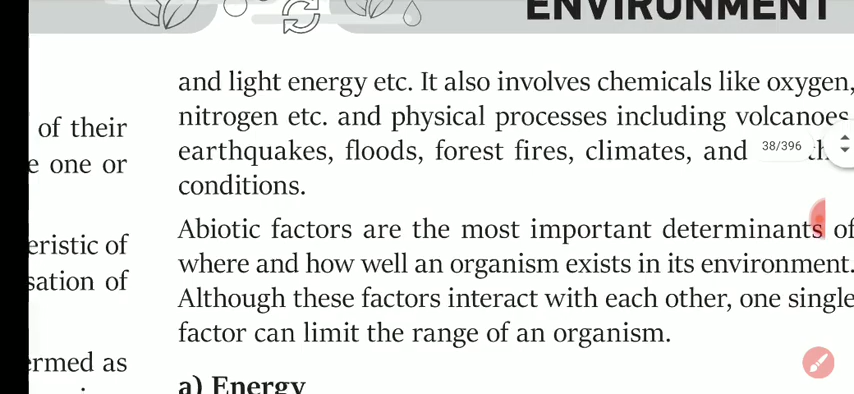 ENVIRONMENT
of their
e one or
eristic of
sation of
ermed as
and light energy etc. It also involves chemicals like oxygen,
nitrogen etc. and physical processes including volcanoes
earthquakes, floods, forest fires, climates, and
conditions.
Abiotic factors are the most important determinants of
where and how well an organism exists in its environment.
Although these factors interact with each other, one single
factor can limit the range of an organism.
a) Energy
38/396